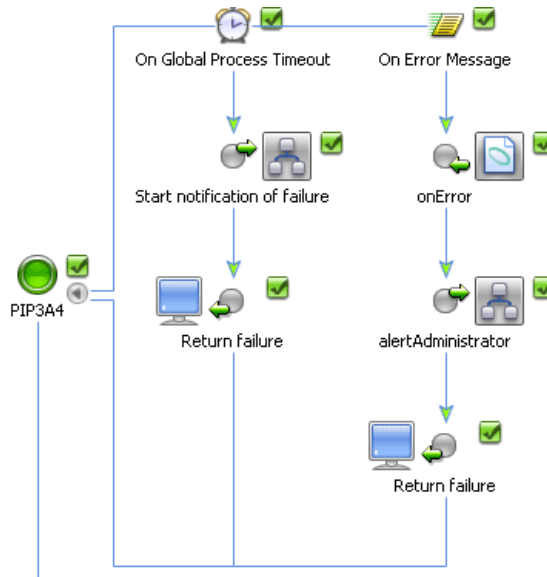 On Global Process Timeout
On Error Message
Start notification of failure
onError
PIP3A4
Return failure
alertAdministrator
Return failure